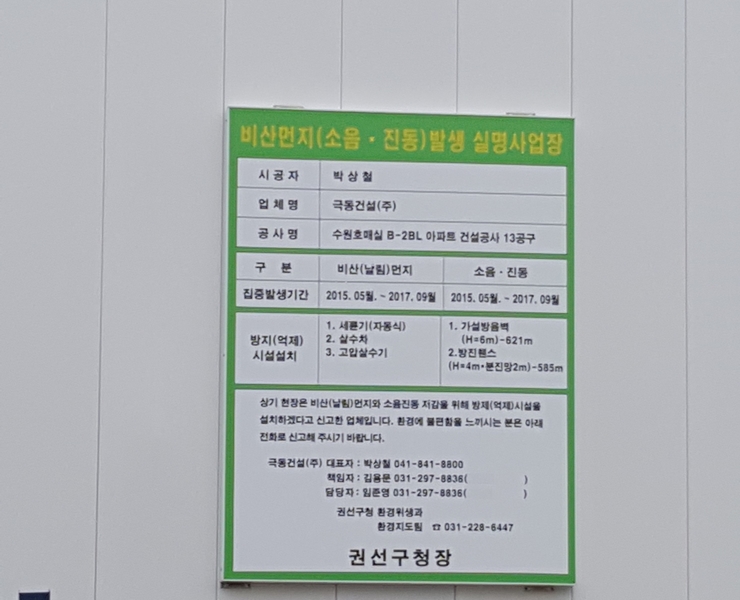 비산먼지(소음·진동)발생 실명사업장
시공자 박상철
업체명 극동건설(주)
공사명 수원호매실 B-2BL 아파트 건설공사 13공구
구 분 비산(날림)먼지 소음·진동
집중발생기간 2015. 05월. ~ 2017. 09월 2015. 05월. ~ 2017. 09월
방지(억제)
시설설치
1. 세륜기(자동식)
2. 살수차
3. 고압살수기
1. 가설방음벽
(H=6m)-621m
2.방진휀스
(H=4m+분진망2m)-585m
상기 현장은 비산(날림)먼지와 소음진동 저감을 위해 방제(억제)시설을
설치하겠다고 신고한 업체입니다. 환경에 불편함을 느끼시는 분은 아래
전화로 신고해 주시기 바랍니다.
극동건설(주) 대표자 : 박상철 041-841-8800
책임자 : 김용문 031-297-8836( )
담당자 : 임준영 031-297-8836( )
권선구청 환경위생과
환경지도팀 ☎ 031-228-6447
권선구청장